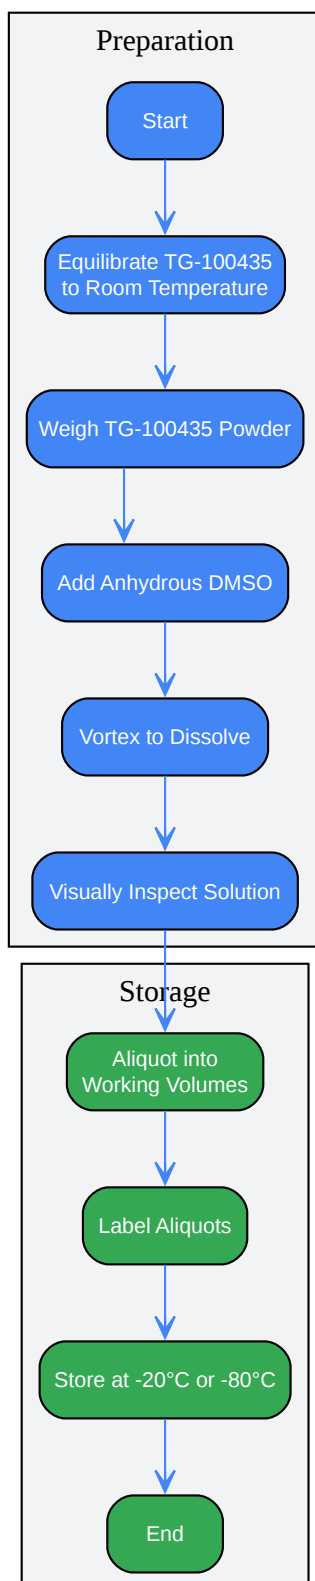 Preparation
Start
Equilibrate TG-100435
to Room Temperature
Weigh TG-100435 Powder
Add Anhydrous DMSO
Vortex to Dissolve
Visually Inspect Solution
Storage
Aliquot into
Working Volumes
Label Aliquots
Store at -20°C or -80°C
End